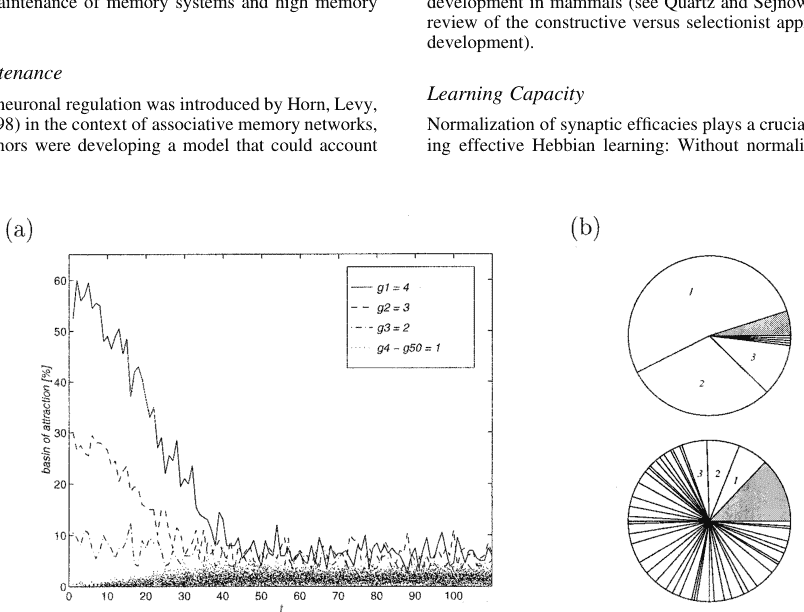 maintenance of memory systems and high memory
tenance
neuronal regulation was introduced by Horn, Levy,
98) in the context of associative memory networks,
hors were developing a model that could account
development in mammals (see Quartz and Sejnow
review of the constructive versus selectionist app
development).
Learning Capacity
Normalization of synaptic efficacies plays a crucia
ing effective Hebbian learning: Without normali
(a)
60
50
40
30
20
10
0
basin of attraction [%]
g1 = 4
g2 = 3
g3 = 2
g4 – g50 = 1
0 10 20 30 40 50 60 70 80 90 100
t
(b)
1
3
2
3 2 1